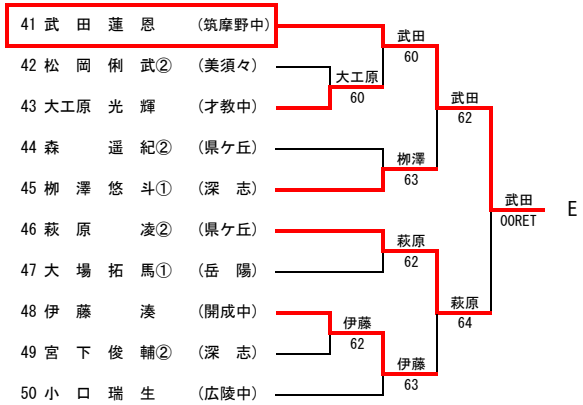 41 武 田 蓮 恩 (筑摩野中)
42 松 岡 俐 武② (美須々)
43 大工原 光 輝 (才教中)
44 森 遥 紀② (県ケ丘)
45 栁 澤 悠 斗① (深 志)
46 萩 原 凌② (県ケ丘)
47 大 場 拓 馬① (岳 陽)
48 伊 藤 湊 (開成中)
49 宮 下 俊 輔② (深 志)
50 小 口 瑞 生 (広陵中)
大工原
60
伊藤
62
武田
60
栁澤
63
萩原
62
伊藤
63
武田
62
萩原
64
武田
00RET
E